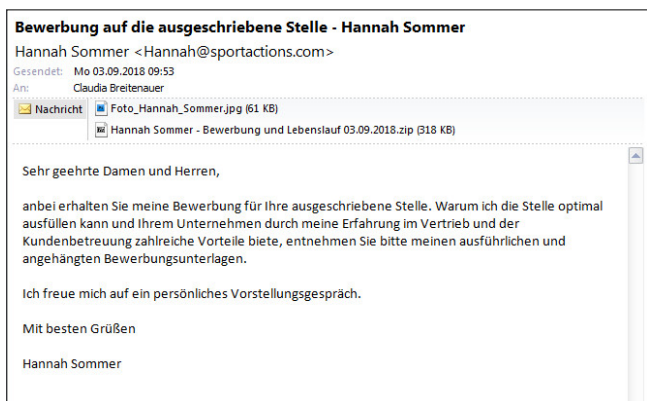 Bewerbung auf die ausgeschriebene Stelle - Hannah Sommer
Hannah Sommer <Hannah@sportactions.com>
Gesendet: Mo 03.09.2018 09:53
An: Claudia Breitenauer
Nachricht Foto_Hannah_Sommer.jpg (61 KB)
Hannah Sommer - Bewerbung und Lebenslauf 03.09.2018.zip (318 KB)
Sehr geehrte Damen und Herren,
anbei erhalten Sie meine Bewerbung für Ihre ausgeschriebene Stelle. Warum ich die Stelle optimal
ausfüllen kann und Ihrem Unternehmen durch meine Erfahrung im Vertrieb und der
Kundenbetreuung zahlreiche Vorteile biete, entnehmen Sie bitte meinen ausführlichen und
angehängten Bewerbungsunterlagen.
Ich freue mich auf ein persönliches Vorstellungsgespräch.
Mit besten Grüßen
Hannah Sommer